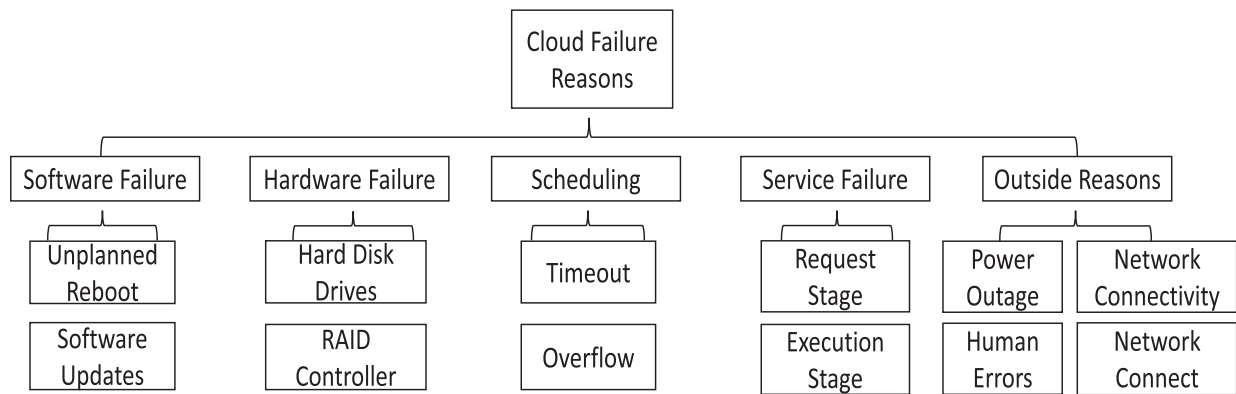 Cloud Failure
Reasons
Software Failure
Hardware Failure
Scheduling
Service Failure
Outside Reasons
Unplanned
Reboot
Software
Updates
Hard Disk
Drives
RAID
Controller
Timeout
Overflow
Request
Stage
Execution
Stage
Power
Outage
Human
Errors
Network
Connectivity
Network
Connect